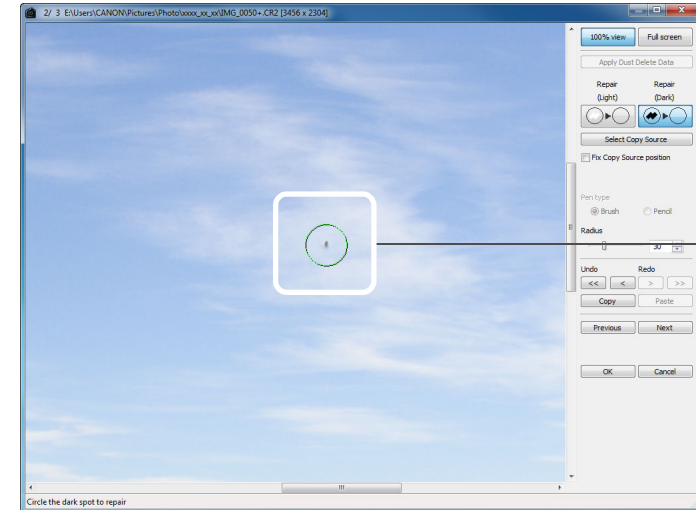 2/ 3 E:\Users\CANON\Pictures\Photo\xxxx_xx_xx\IMG_0050+.CR2 [3456 x 2304]
100% view Full screen
Apply Dust Delete Data
Repair (Light) Repair (Dark)
Select Copy Source
Fix Copy Source position
Pen type
Brush Pencil
Radius
30
Undo Redo
<< < > >>
Copy Paste
Previous Next
OK Cancel
Circle the dark spot to repair